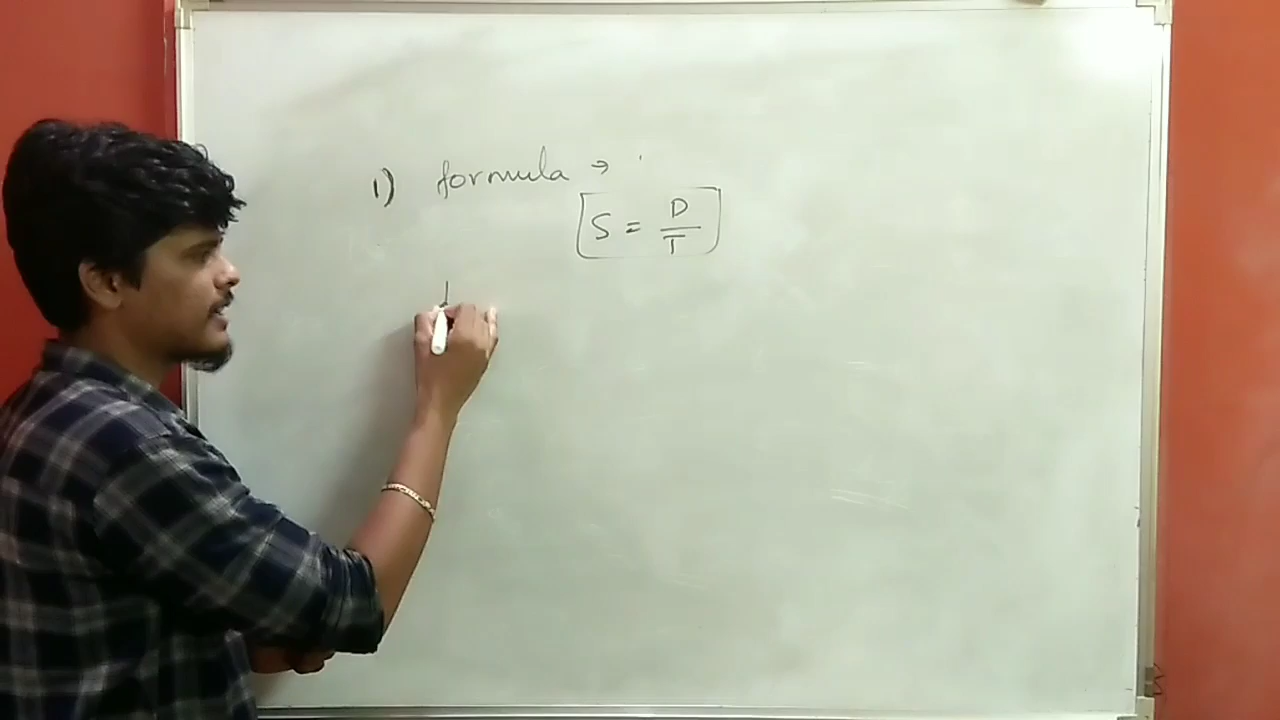 1) formula →
S = D/T